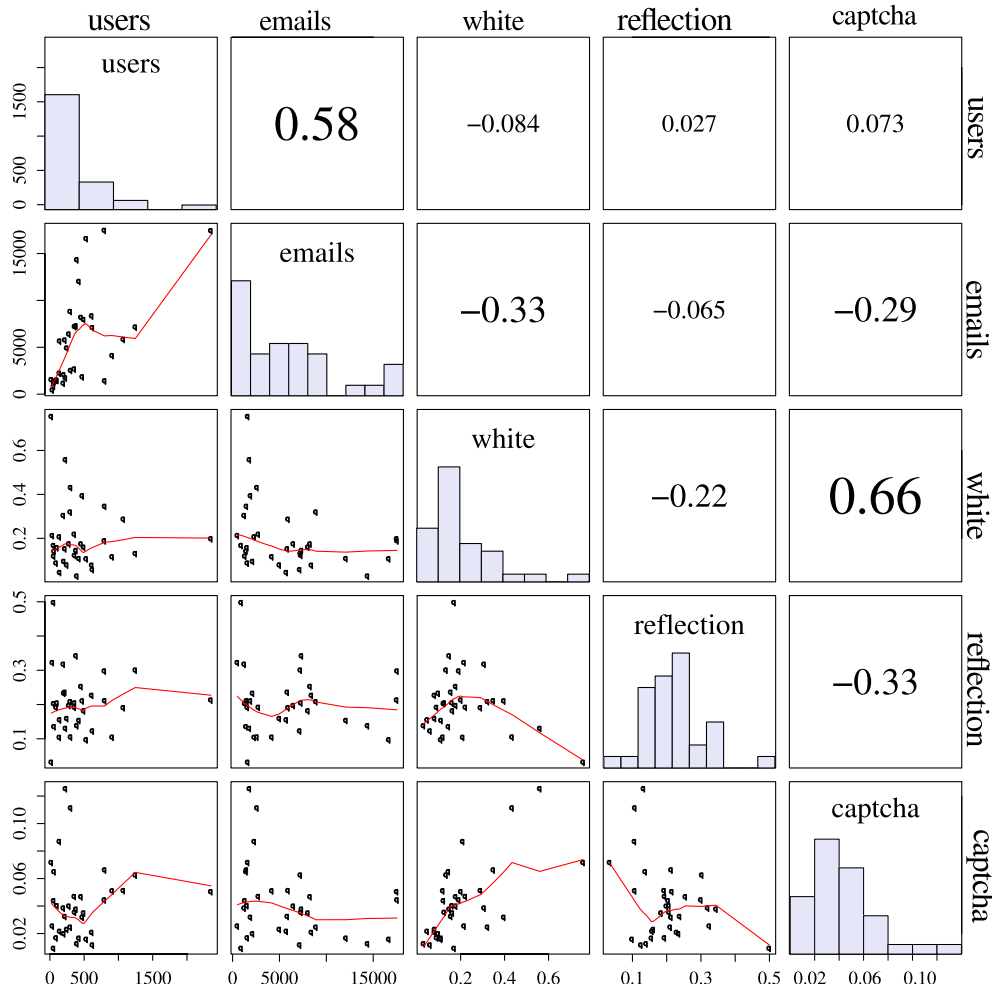 users emails white reflection captcha
users
0.58 −0.084 0.027 0.073
users
0 500 1500
emails
−0.33 −0.065 −0.29
emails
0 5000 15000
white
−0.22 0.66
white
0.2 0.4 0.6
reflection
−0.33
reflection
0.1 0.3 0.5
captcha
captcha
0.02 0.06 0.10
500 1500
0 5000 15000
0.2 0.4 0.6
0.1 0.3 0.5
0.02 0.06 0.10